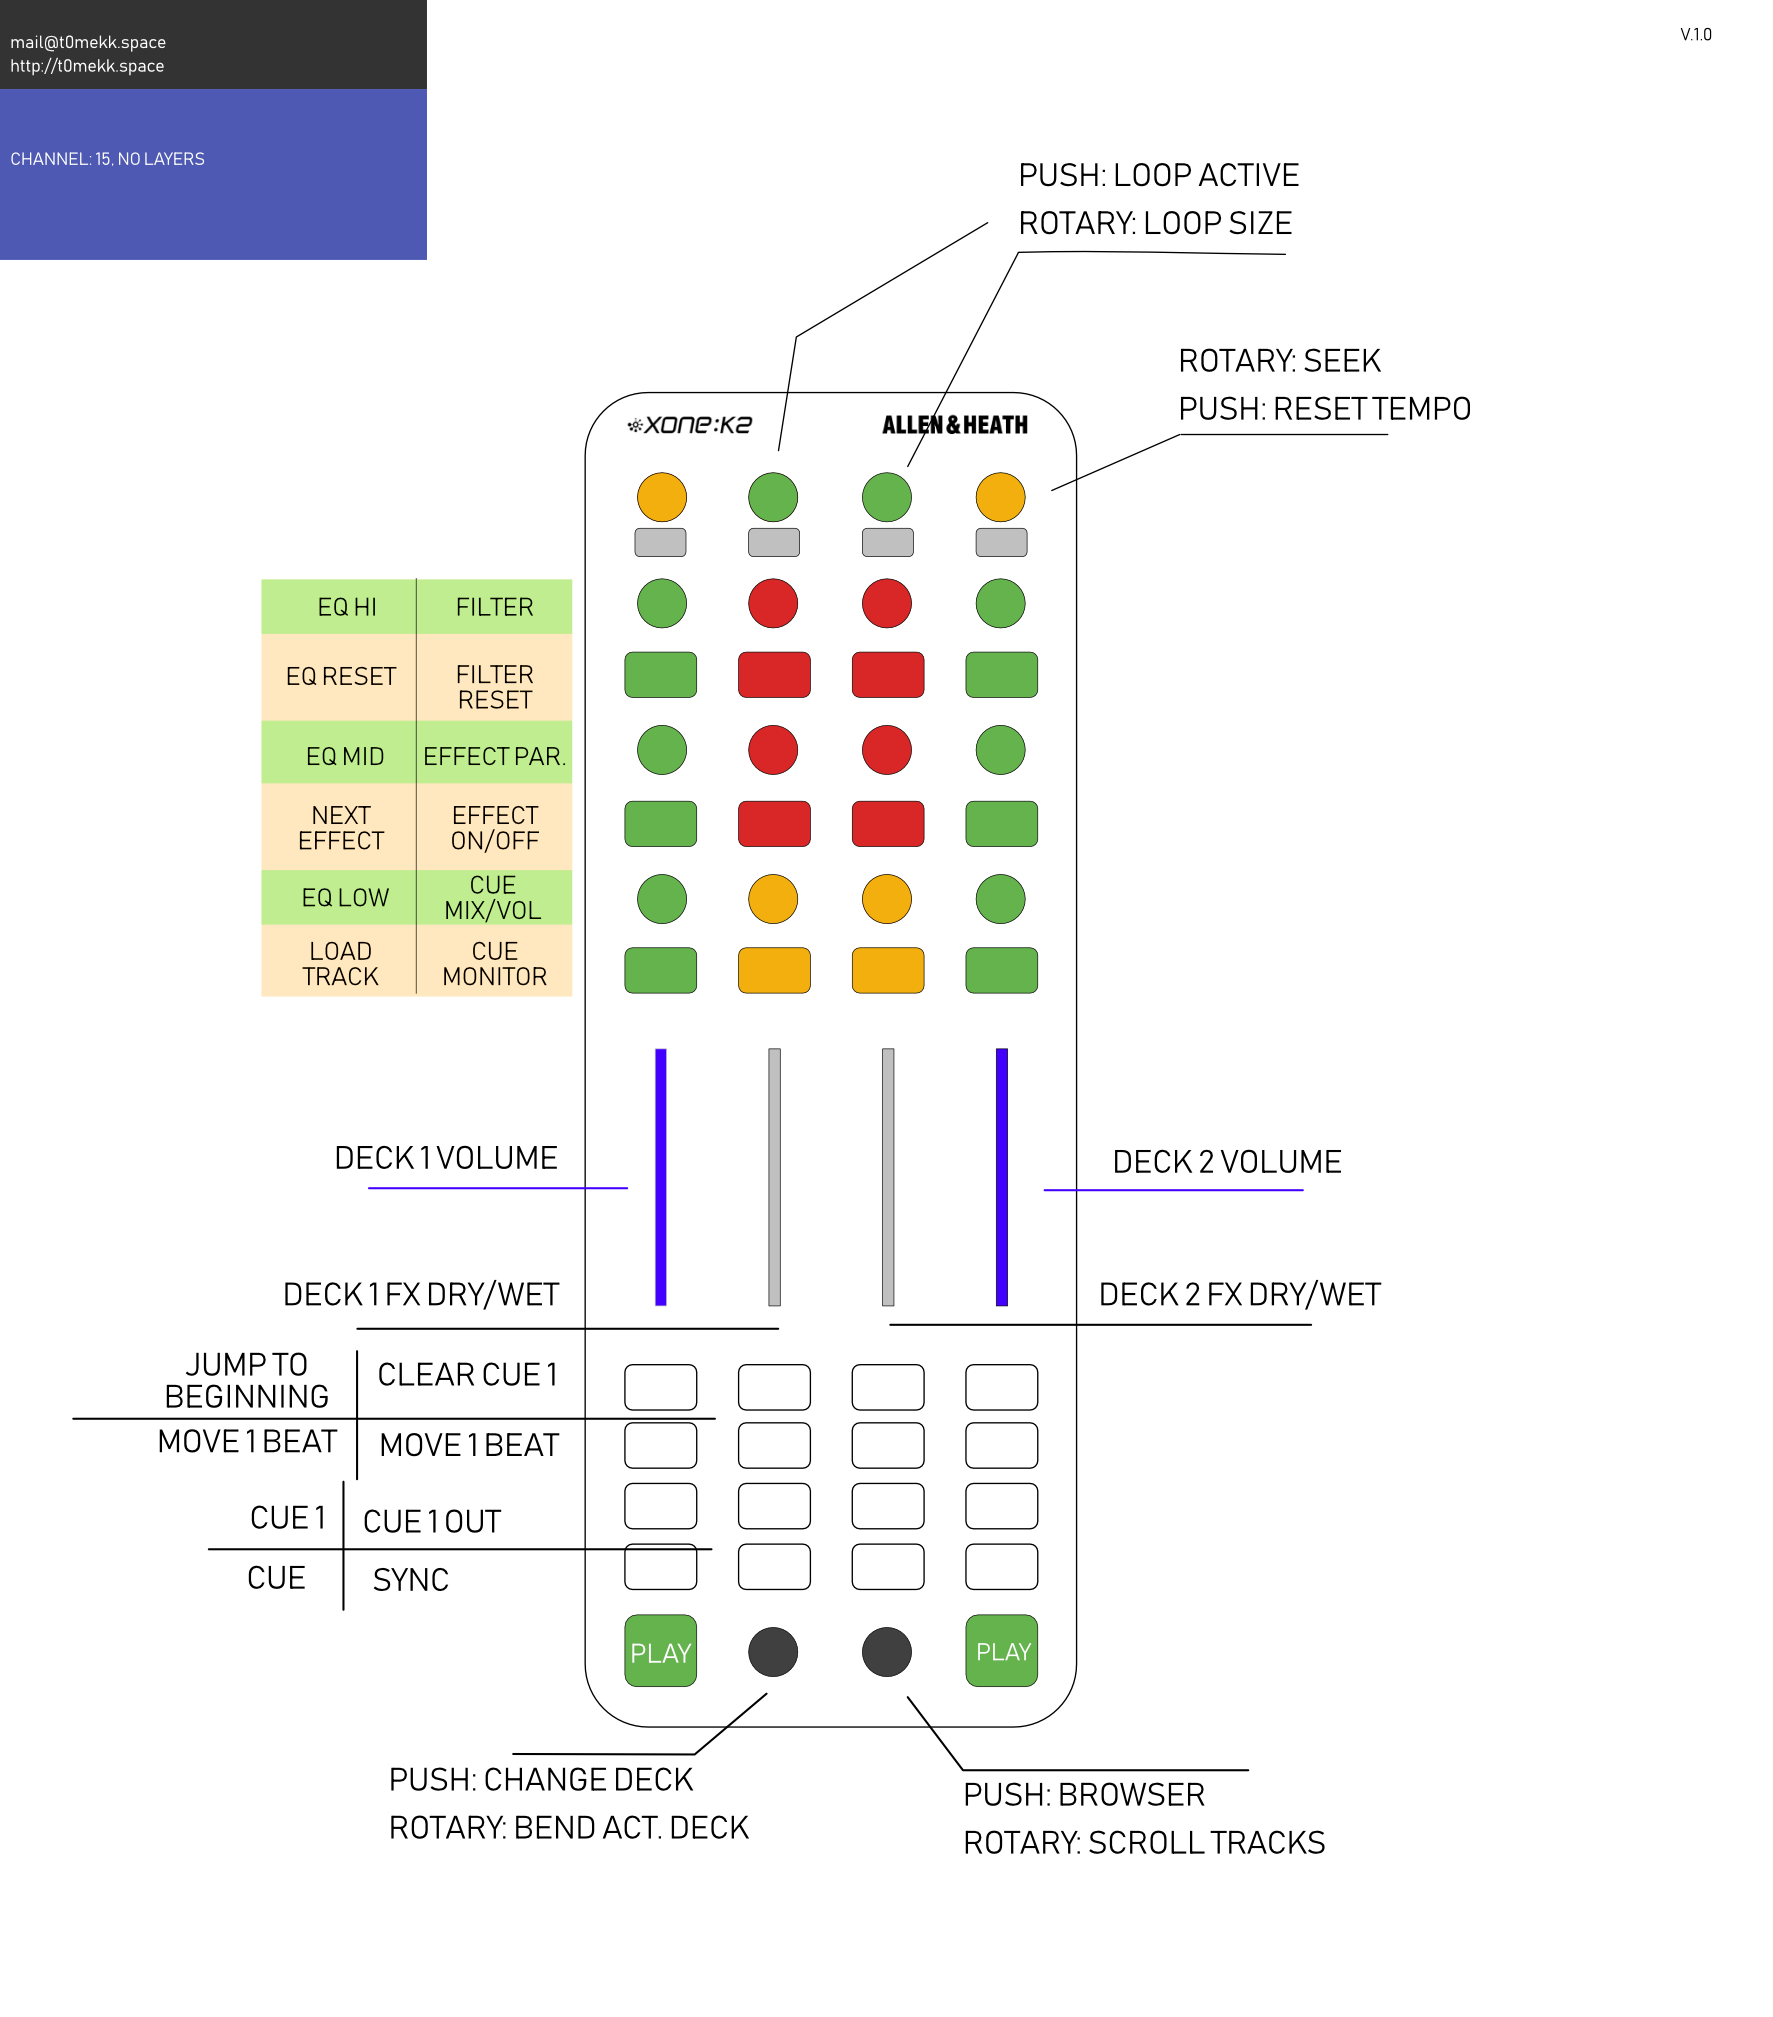 mail@t0mekk.space
http://t0mekk.space
V.1.0
CHANNEL: 15, NO LAYERS
PUSH: LOOP ACTIVE
ROTARY: LOOP SIZE
ROTARY: SEEK
PUSH: RESET TEMPO
XONE:K2
ALLEN&HEATH
EQ HI
FILTER
EQ RESET
FILTER
RESET
EQ MID
EFFECT PAR.
NEXT
EFFECT
EFFECT
ON/OFF
EQ LOW
CUE
MIX/VOL
LOAD
TRACK
CUE
MONITOR
DECK 1 VOLUME
DECK 2 VOLUME
DECK 1 FX DRY/WET
DECK 2 FX DRY/WET
JUMP TO
BEGINNING
CLEAR CUE 1
MOVE 1 BEAT
MOVE 1 BEAT
CUE 1
CUE 1 OUT
CUE
SYNC
PLAY
PLAY
PUSH: CHANGE DECK
ROTARY: BEND ACT. DECK
PUSH: BROWSER
ROTARY: SCROLL TRACKS